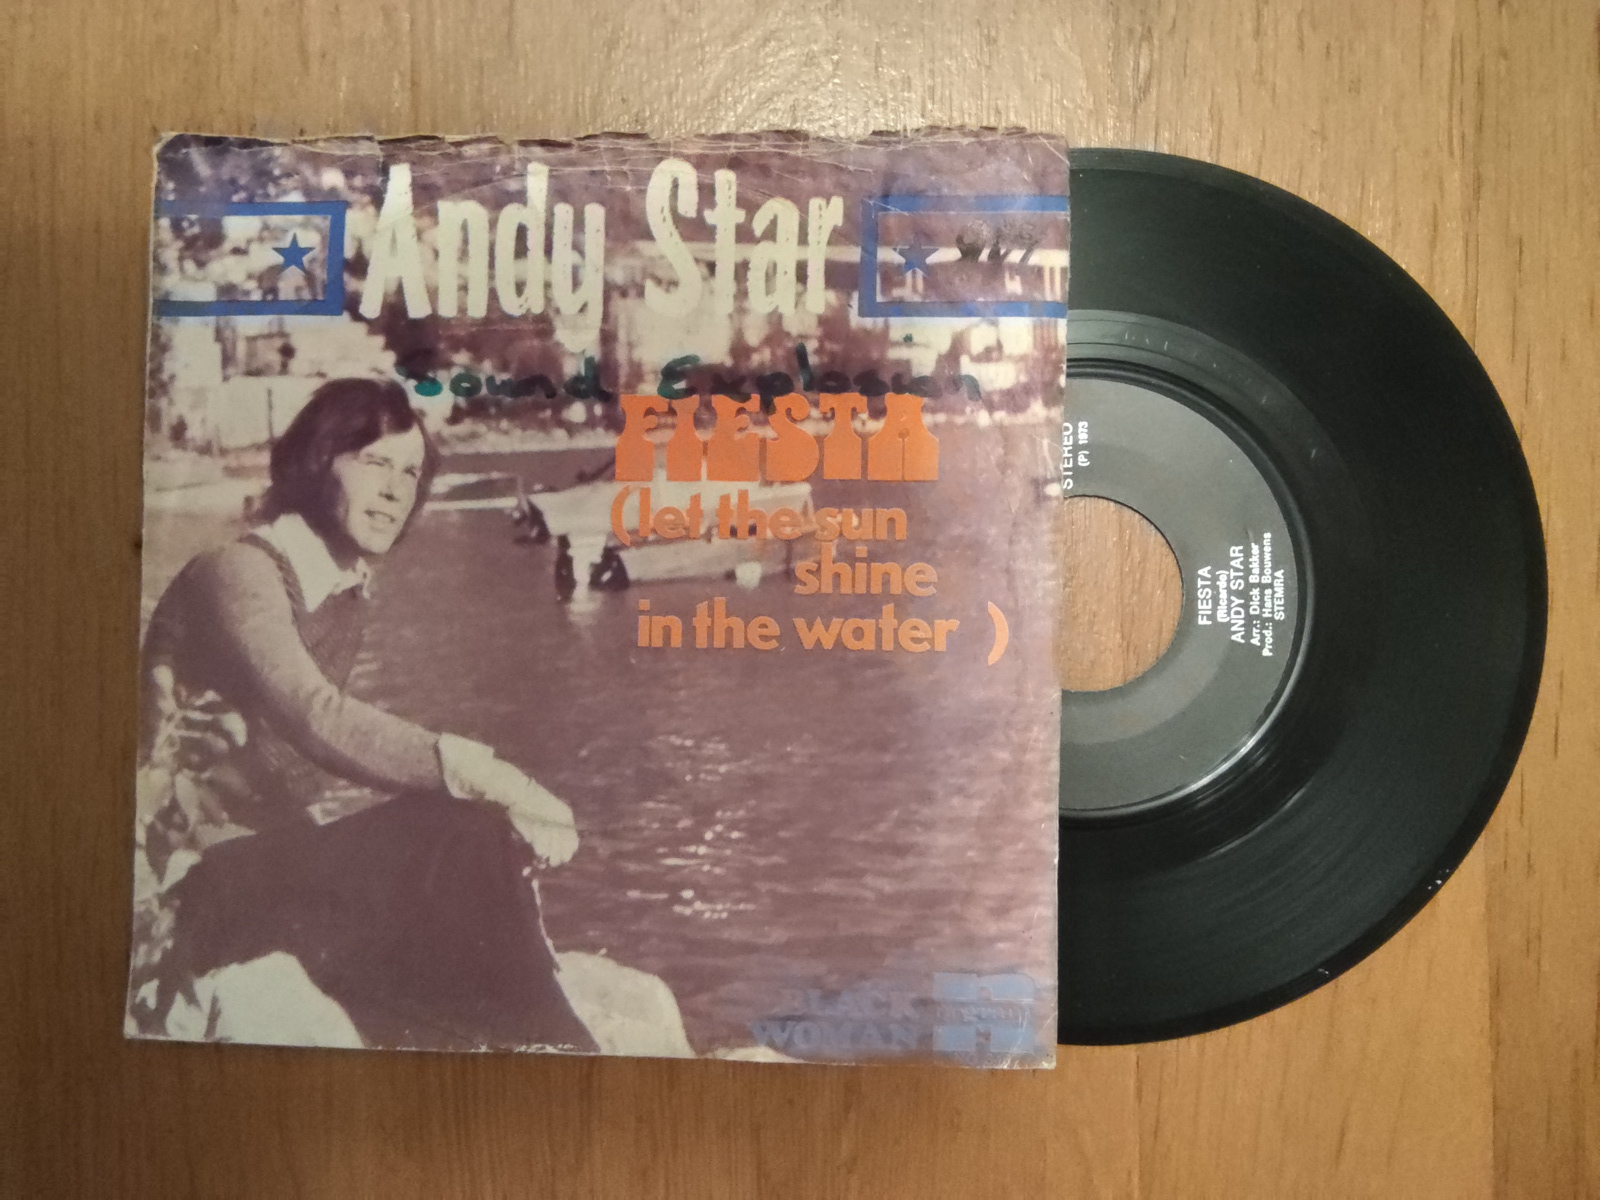 Andy Star
Sound Explosion
FIESTA
(let the sun
shine
in the water )
BLACK
WOMAN
STEREO
(P) 1973
FIESTA
(Ricardo)
ANDY STAR
Arr.: Dick Bakker
Prod.: Hans Bouwens
STEMRA